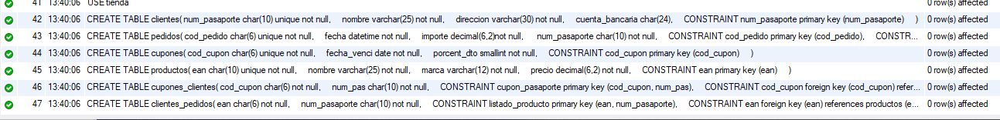 41 13:40:06 USE tienda 0 row(s) affected
42 13:40:06 CREATE TABLE clientes( num_pasaporte char(10) unique not null, nombre varchar(25) not null, direccion varchar(30) not null, cuenta_bancaria char(24), CONSTRAINT num_pasaporte primary key (num_pasaporte) ) 0 row(s) affected
43 13:40:06 CREATE TABLE pedidos( cod_pedido char(6) unique not null, fecha datetime not null, importe decimal(6,2)not null, num_pasaporte char(10) not null, CONSTRAINT cod_pedido primary key (cod_pedido), CONSTR... 0 row(s) affected
44 13:40:06 CREATE TABLE cupones( cod_cupon char(6) unique not null, fecha_venci date not null, porcent_dto smallint not null, CONSTRAINT cod_cupon primary key (cod_cupon) ) 0 row(s) affected
45 13:40:06 CREATE TABLE productos( ean char(10) unique not null, nombre varchar(25) not null, marca varchar(12) not null, precio decimal(6,2) not null, CONSTRAINT ean primary key (ean) ) 0 row(s) affected
46 13:40:06 CREATE TABLE cupones_clientes( cod_cupon char(6) not null, num_pas char(10) not null, CONSTRAINT cupon_pasaporte primary key (cod_cupon, num_pas), CONSTRAINT cod_cupon foreign key (cod_cupon) refer... 0 row(s) affected
47 13:40:06 CREATE TABLE clientes_pedidos( ean char(6) not null, num_pasaporte char(10) not null, CONSTRAINT listado_producto primary key (ean, num_pasaporte), CONSTRAINT ean foreign key (ean) references productos (e... 0 row(s) affected